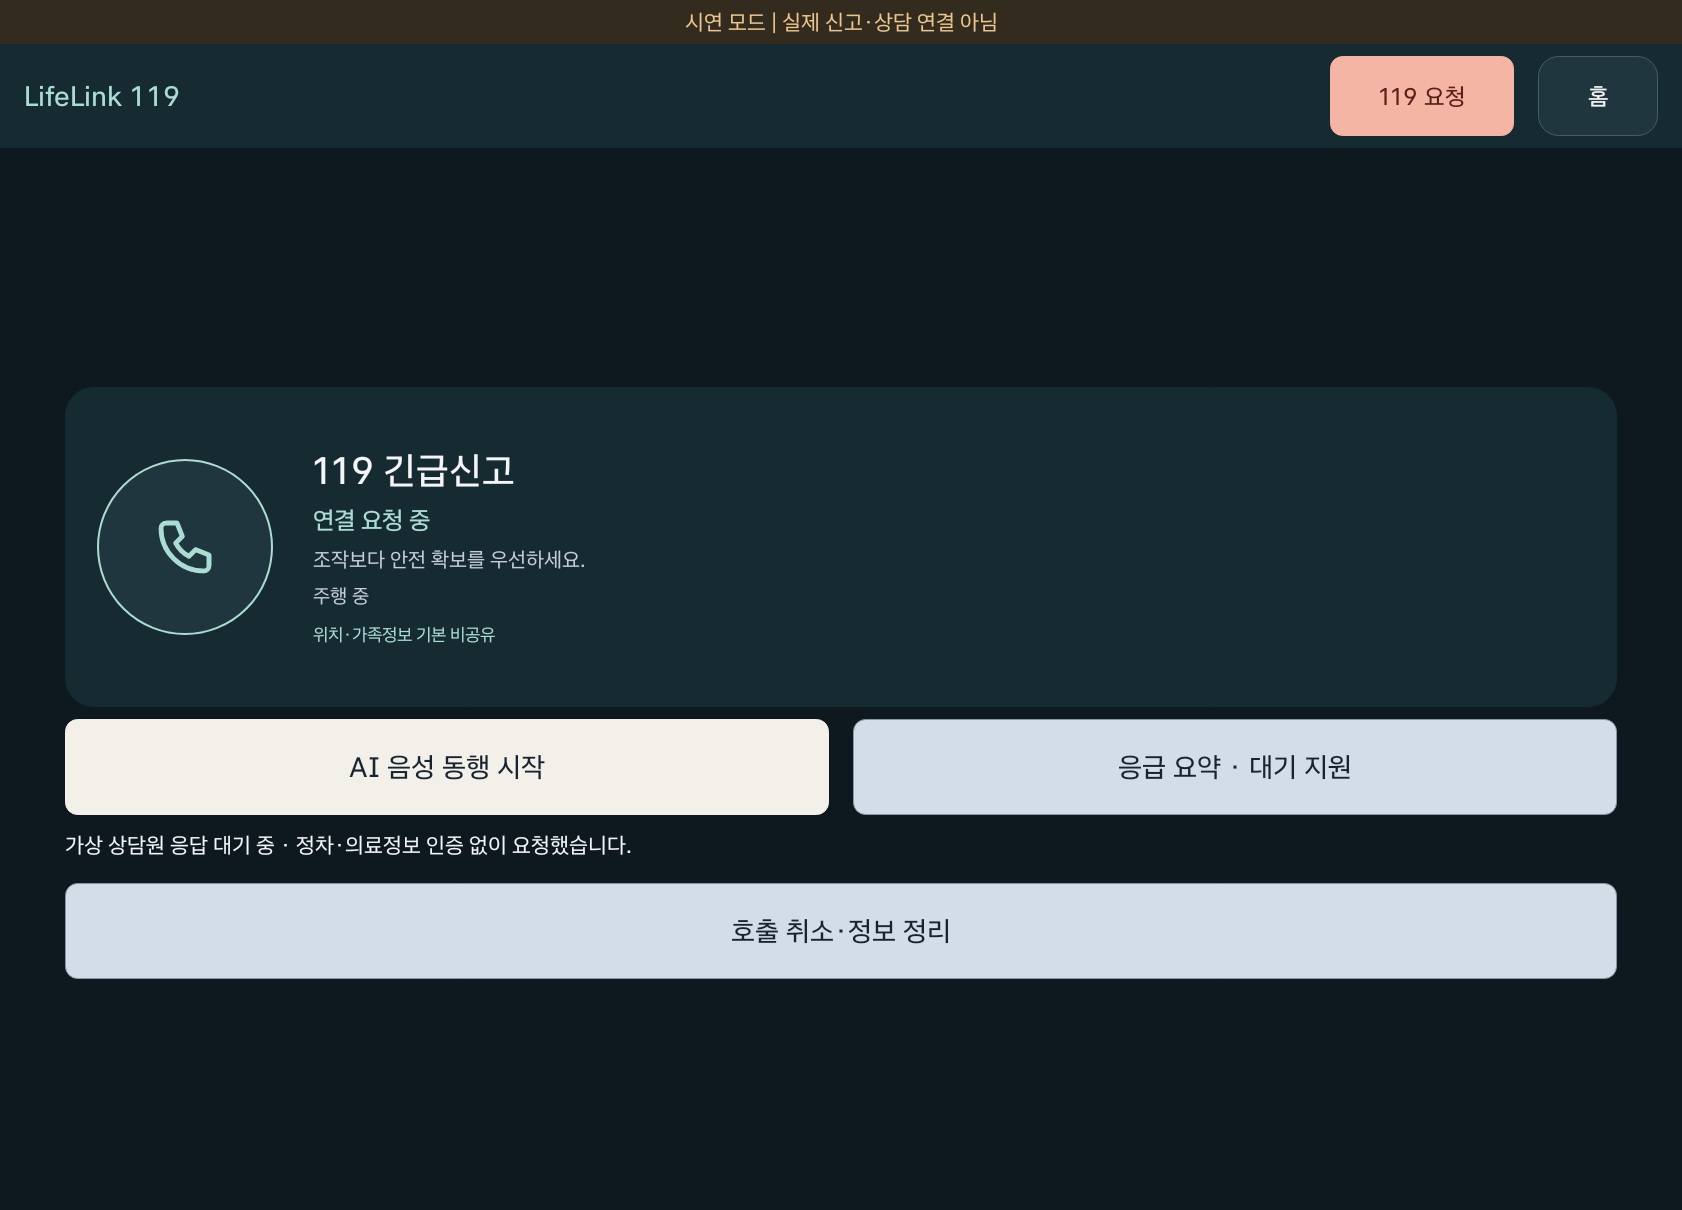 시연 모드 | 실제 신고·상담 연결 아님
LifeLink 119
119 요청
홈
119 긴급신고
연결 요청 중
조작보다 안전 확보를 우선하세요.
주행 중
위치·가족정보 기본 비공유
AI 음성 동행 시작
응급 요약 · 대기 지원
가상 상담원 응답 대기 중 · 정차·의료정보 인증 없이 요청했습니다.
호출 취소·정보 정리